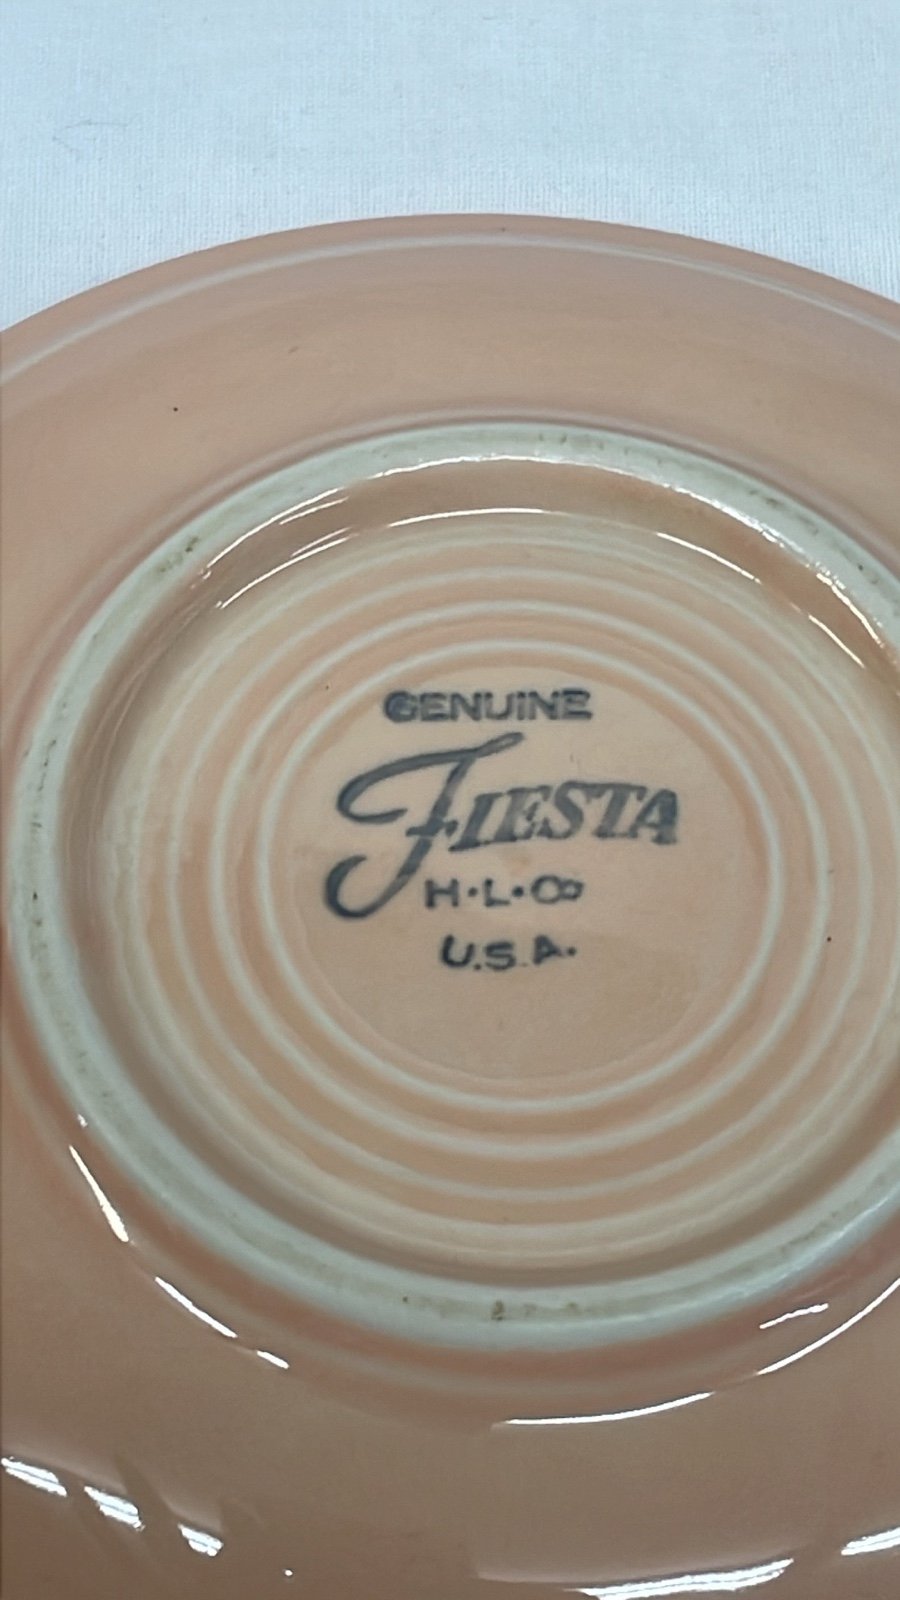 GENUINE
FIESTA
H·L·Co
U.S.A.